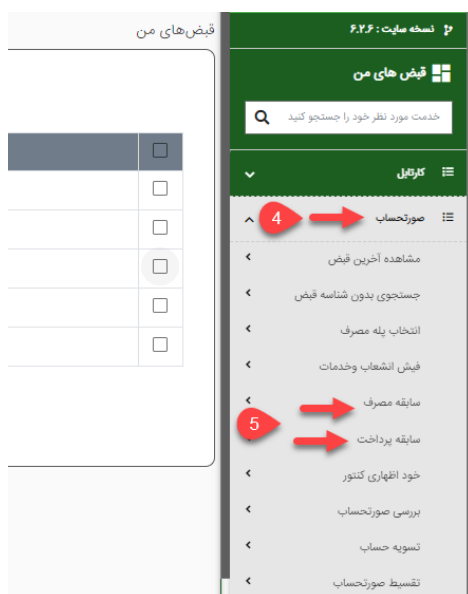 قبض‌های من
نسخه سایت : ۶.۲.۶
قبض های من
خدمت مورد نظر خود را جستجو کنید
کارتابل
صورتحساب
4
مشاهده آخرین قبض
جستجوی بدون شناسه قبض
انتخاب پله مصرف
فیش انشعاب وخدمات
سابقه مصرف
5
سابقه پرداخت
خود اظهاری کنتور
بررسی صورتحساب
تسویه حساب
تقسیط صورتحساب